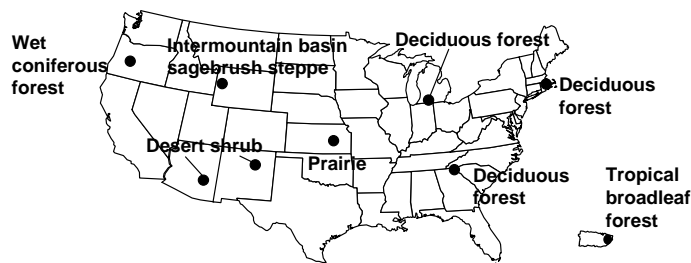 Wet
coniferous
forest
Intermountain basin
sagebrush steppe
Deciduous forest
Deciduous
forest
Desert shrub
Prairie
Deciduous
forest
Tropical
broadleaf
forest